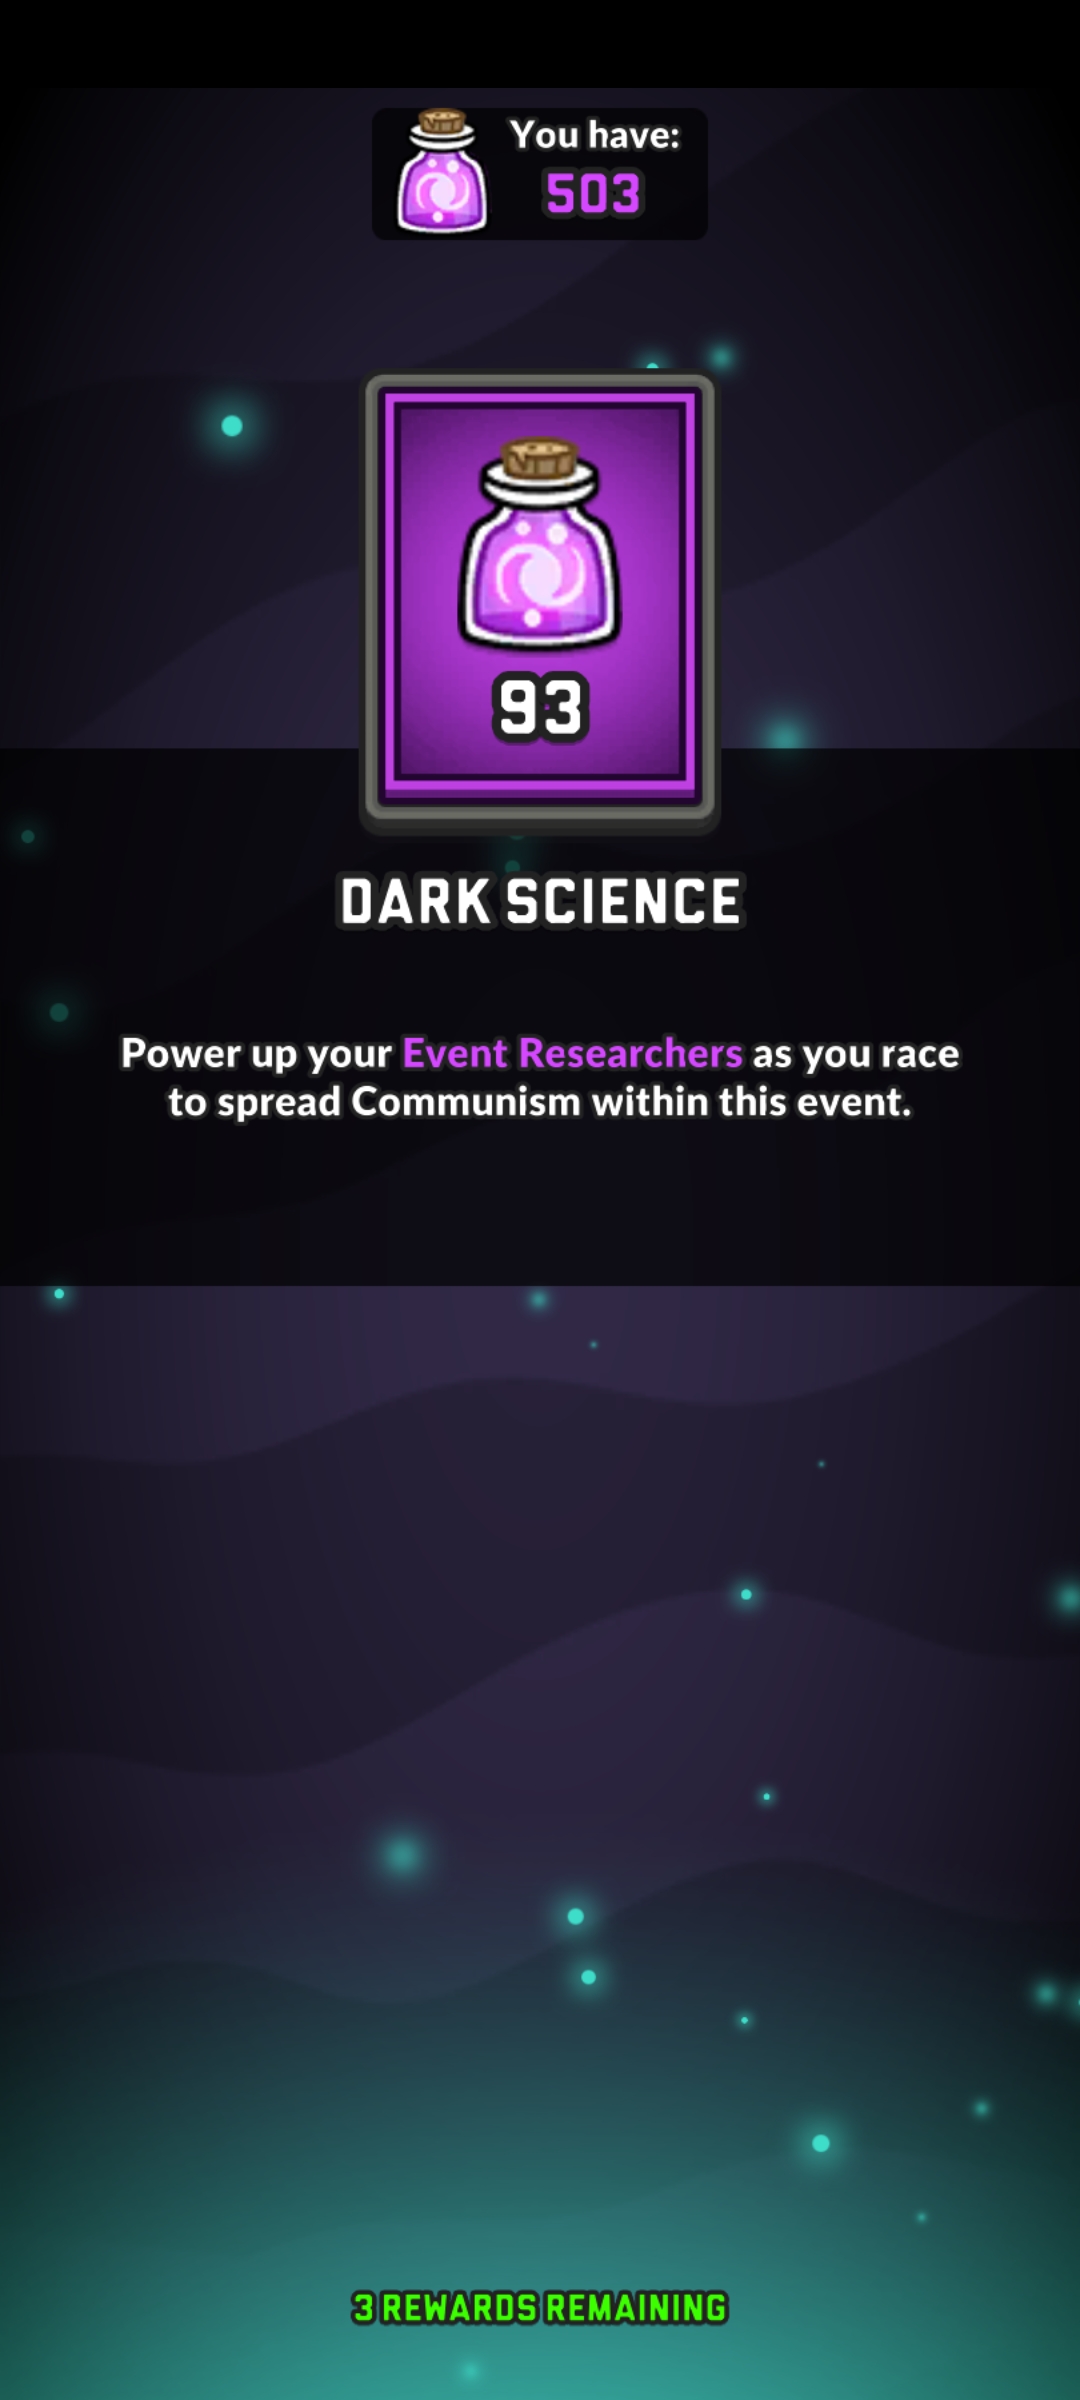 You have:
503
93
DARK SCIENCE
Power up your Event Researchers as you race
to spread Communism within this event.
3 REWARDS REMAINING